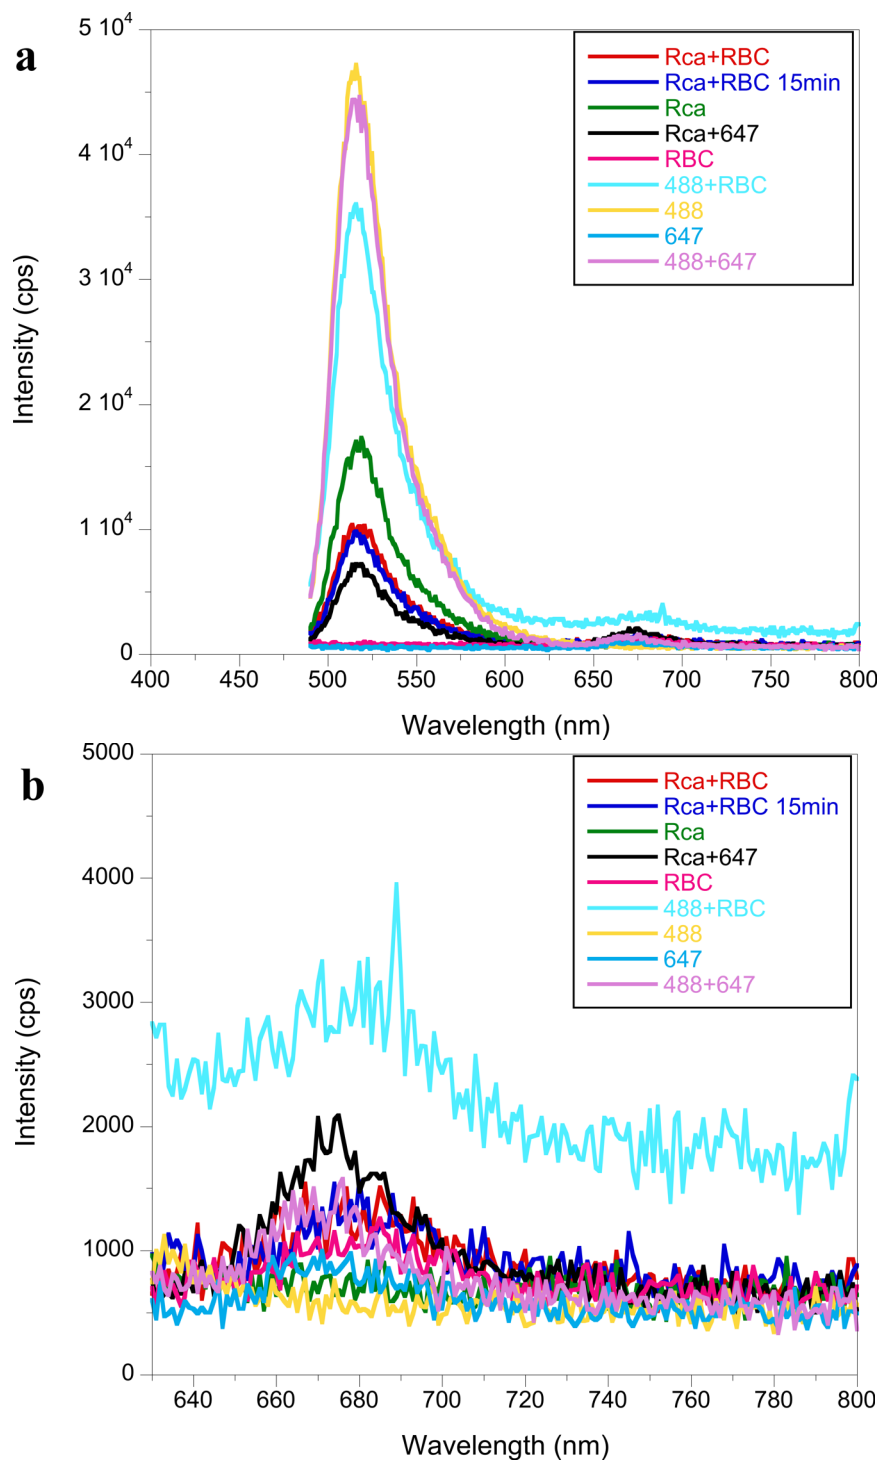 a
5 10⁴
4 10⁴
3 10⁴
2 10⁴
1 10⁴
0
Intensity (cps)
Rca+RBC
Rca+RBC 15min
Rca
Rca+647
RBC
488+RBC
488
647
488+647
400 450 500 550 600 650 700 750 800
Wavelength (nm)
b
5000
4000
3000
2000
1000
0
Intensity (cps)
Rca+RBC
Rca+RBC 15min
Rca
Rca+647
RBC
488+RBC
488
647
488+647
640 660 680 700 720 740 760 780 800
Wavelength (nm)